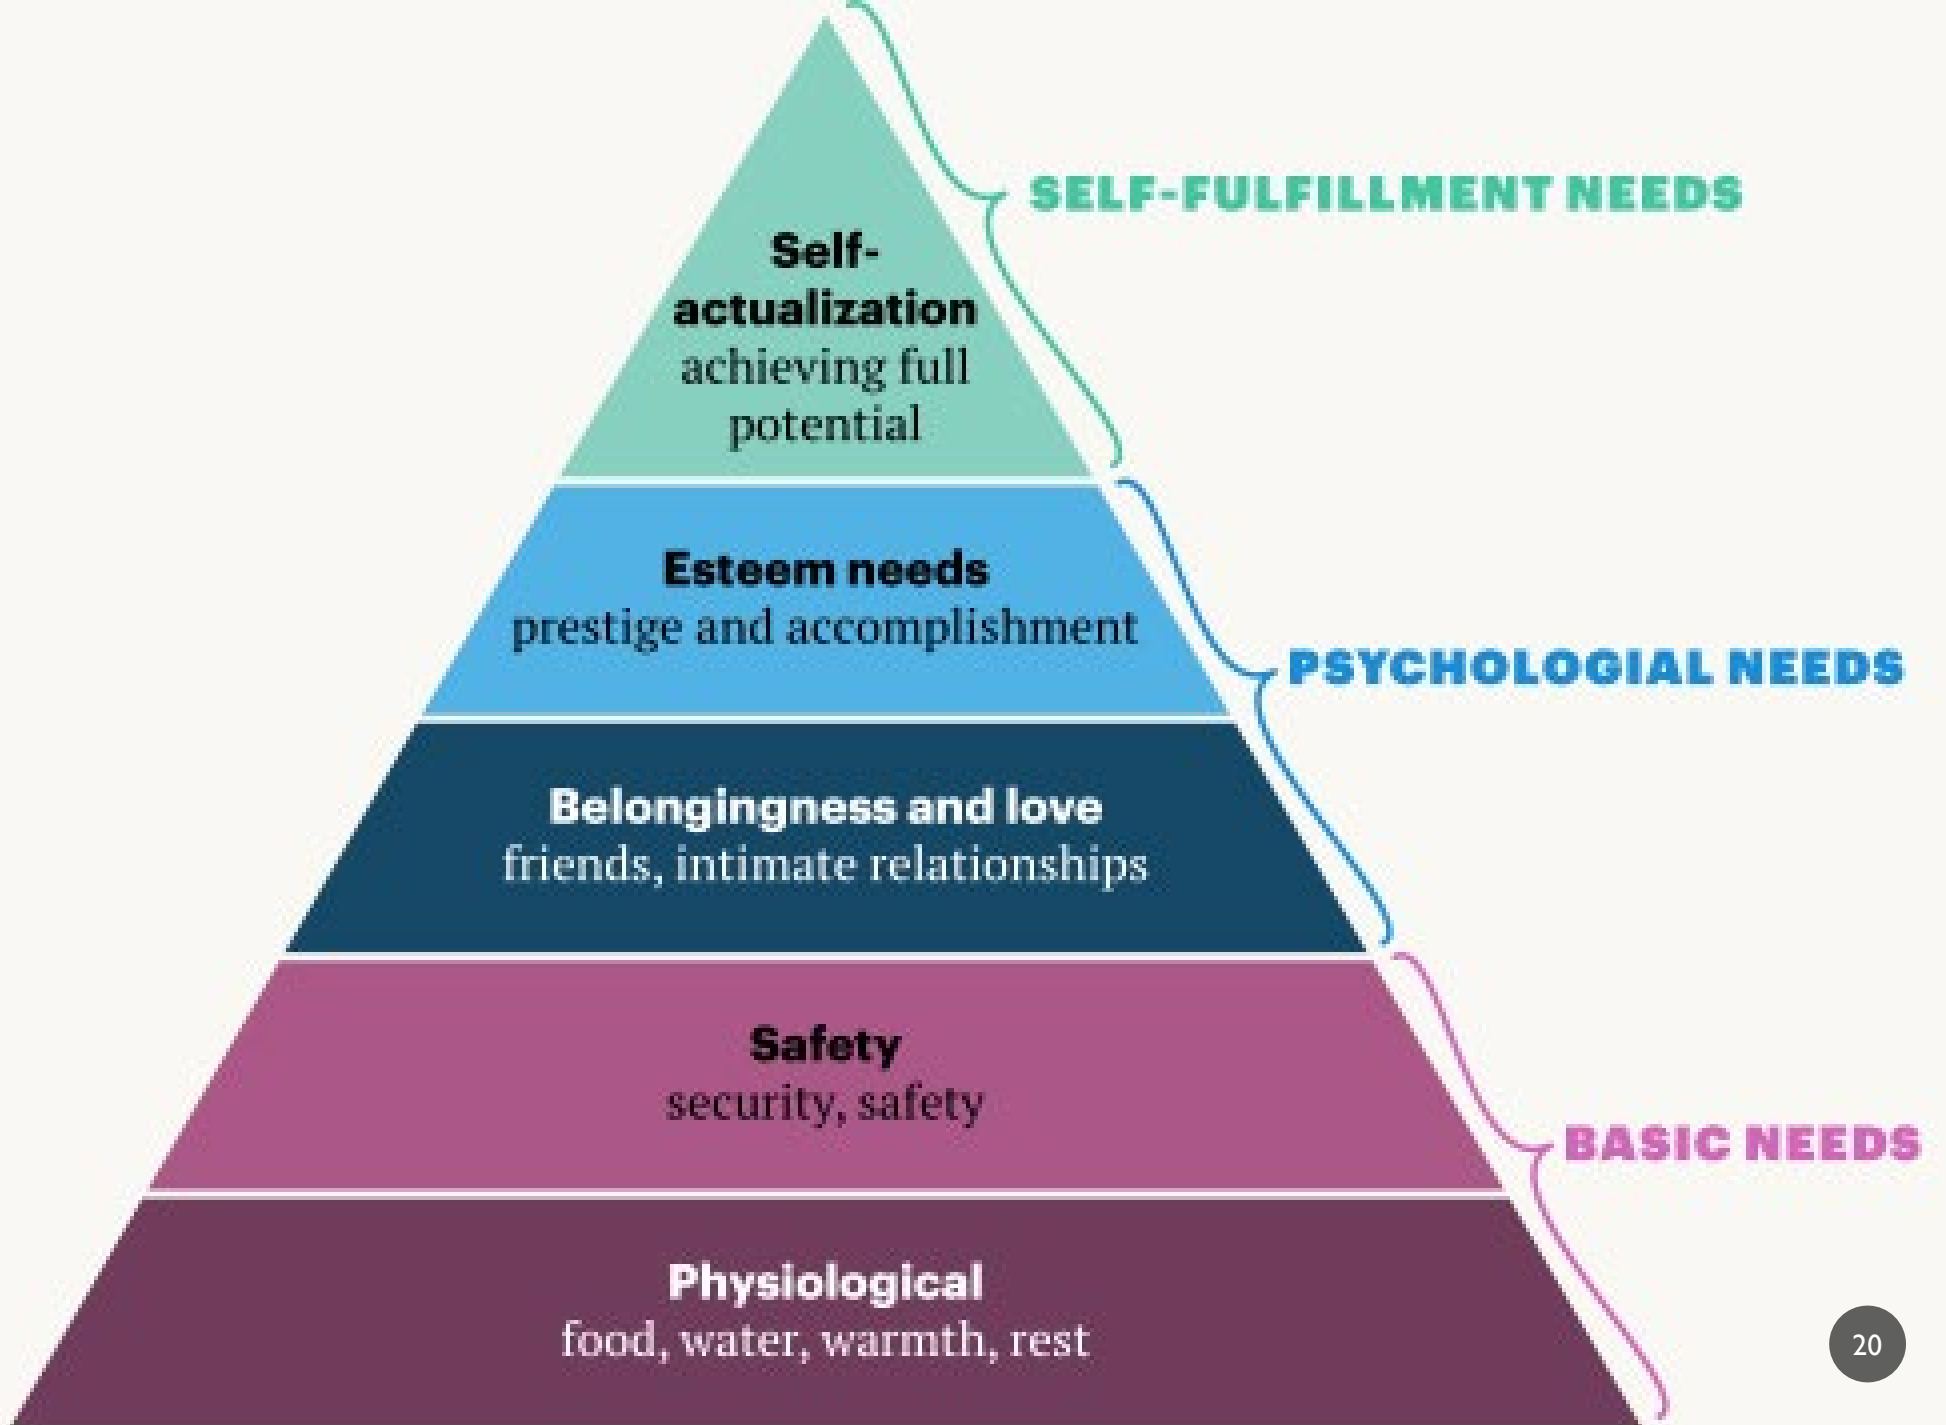 SELF-FULFILLMENT NEEDS
Self-
actualization
achieving full
potential
Esteem needs
prestige and accomplishment
PSYCHOLOGIAL NEEDS
Belongingness and love
friends, intimate relationships
Safety
security, safety
BASIC NEEDS
Physiological
food, water, warmth, rest
20